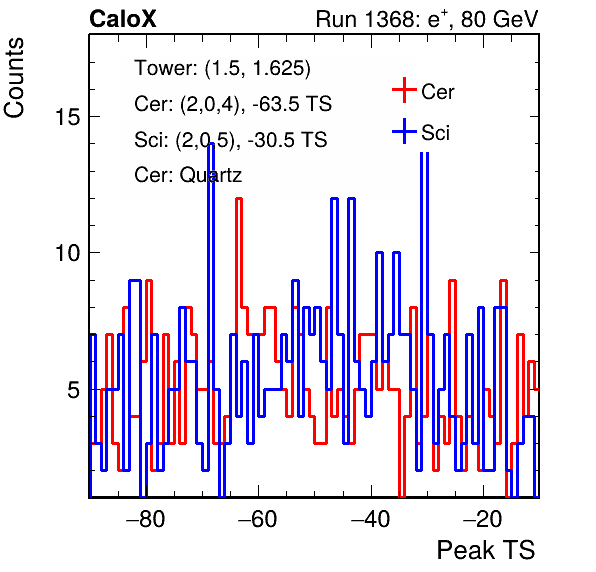 CaloX
Run 1368: e+, 80 GeV
Counts
Tower: (1.5, 1.625)
Cer: (2,0,4), -63.5 TS
Sci: (2,0,5), -30.5 TS
Cer: Quartz
Cer
Sci
15
10
5
−80
−60
−40
−20
Peak TS